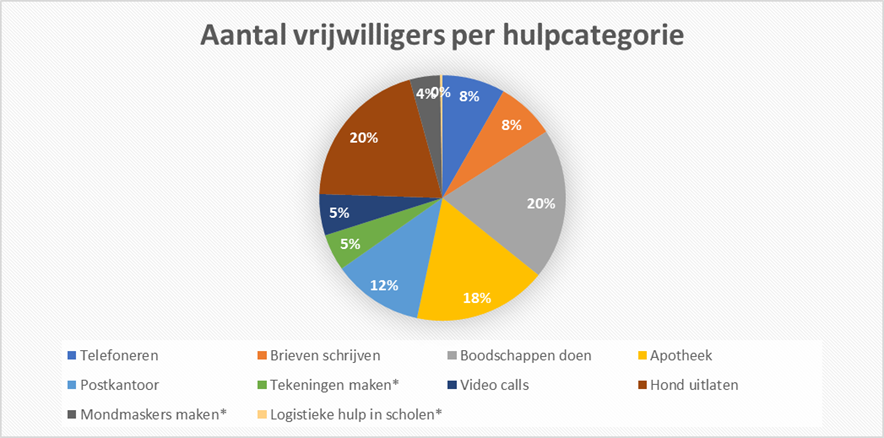 Aantal vrijwilligers per hulpcategorie
4% 0% 8%
8%
20%
20%
5%
5%
12%
18%
Telefoneren Brieven schrijven Boodschappen doen Apotheek
Postkantoor Tekeningen maken* Video calls Hond uitlaten
Mondmaskers maken* Logistieke hulp in scholen*